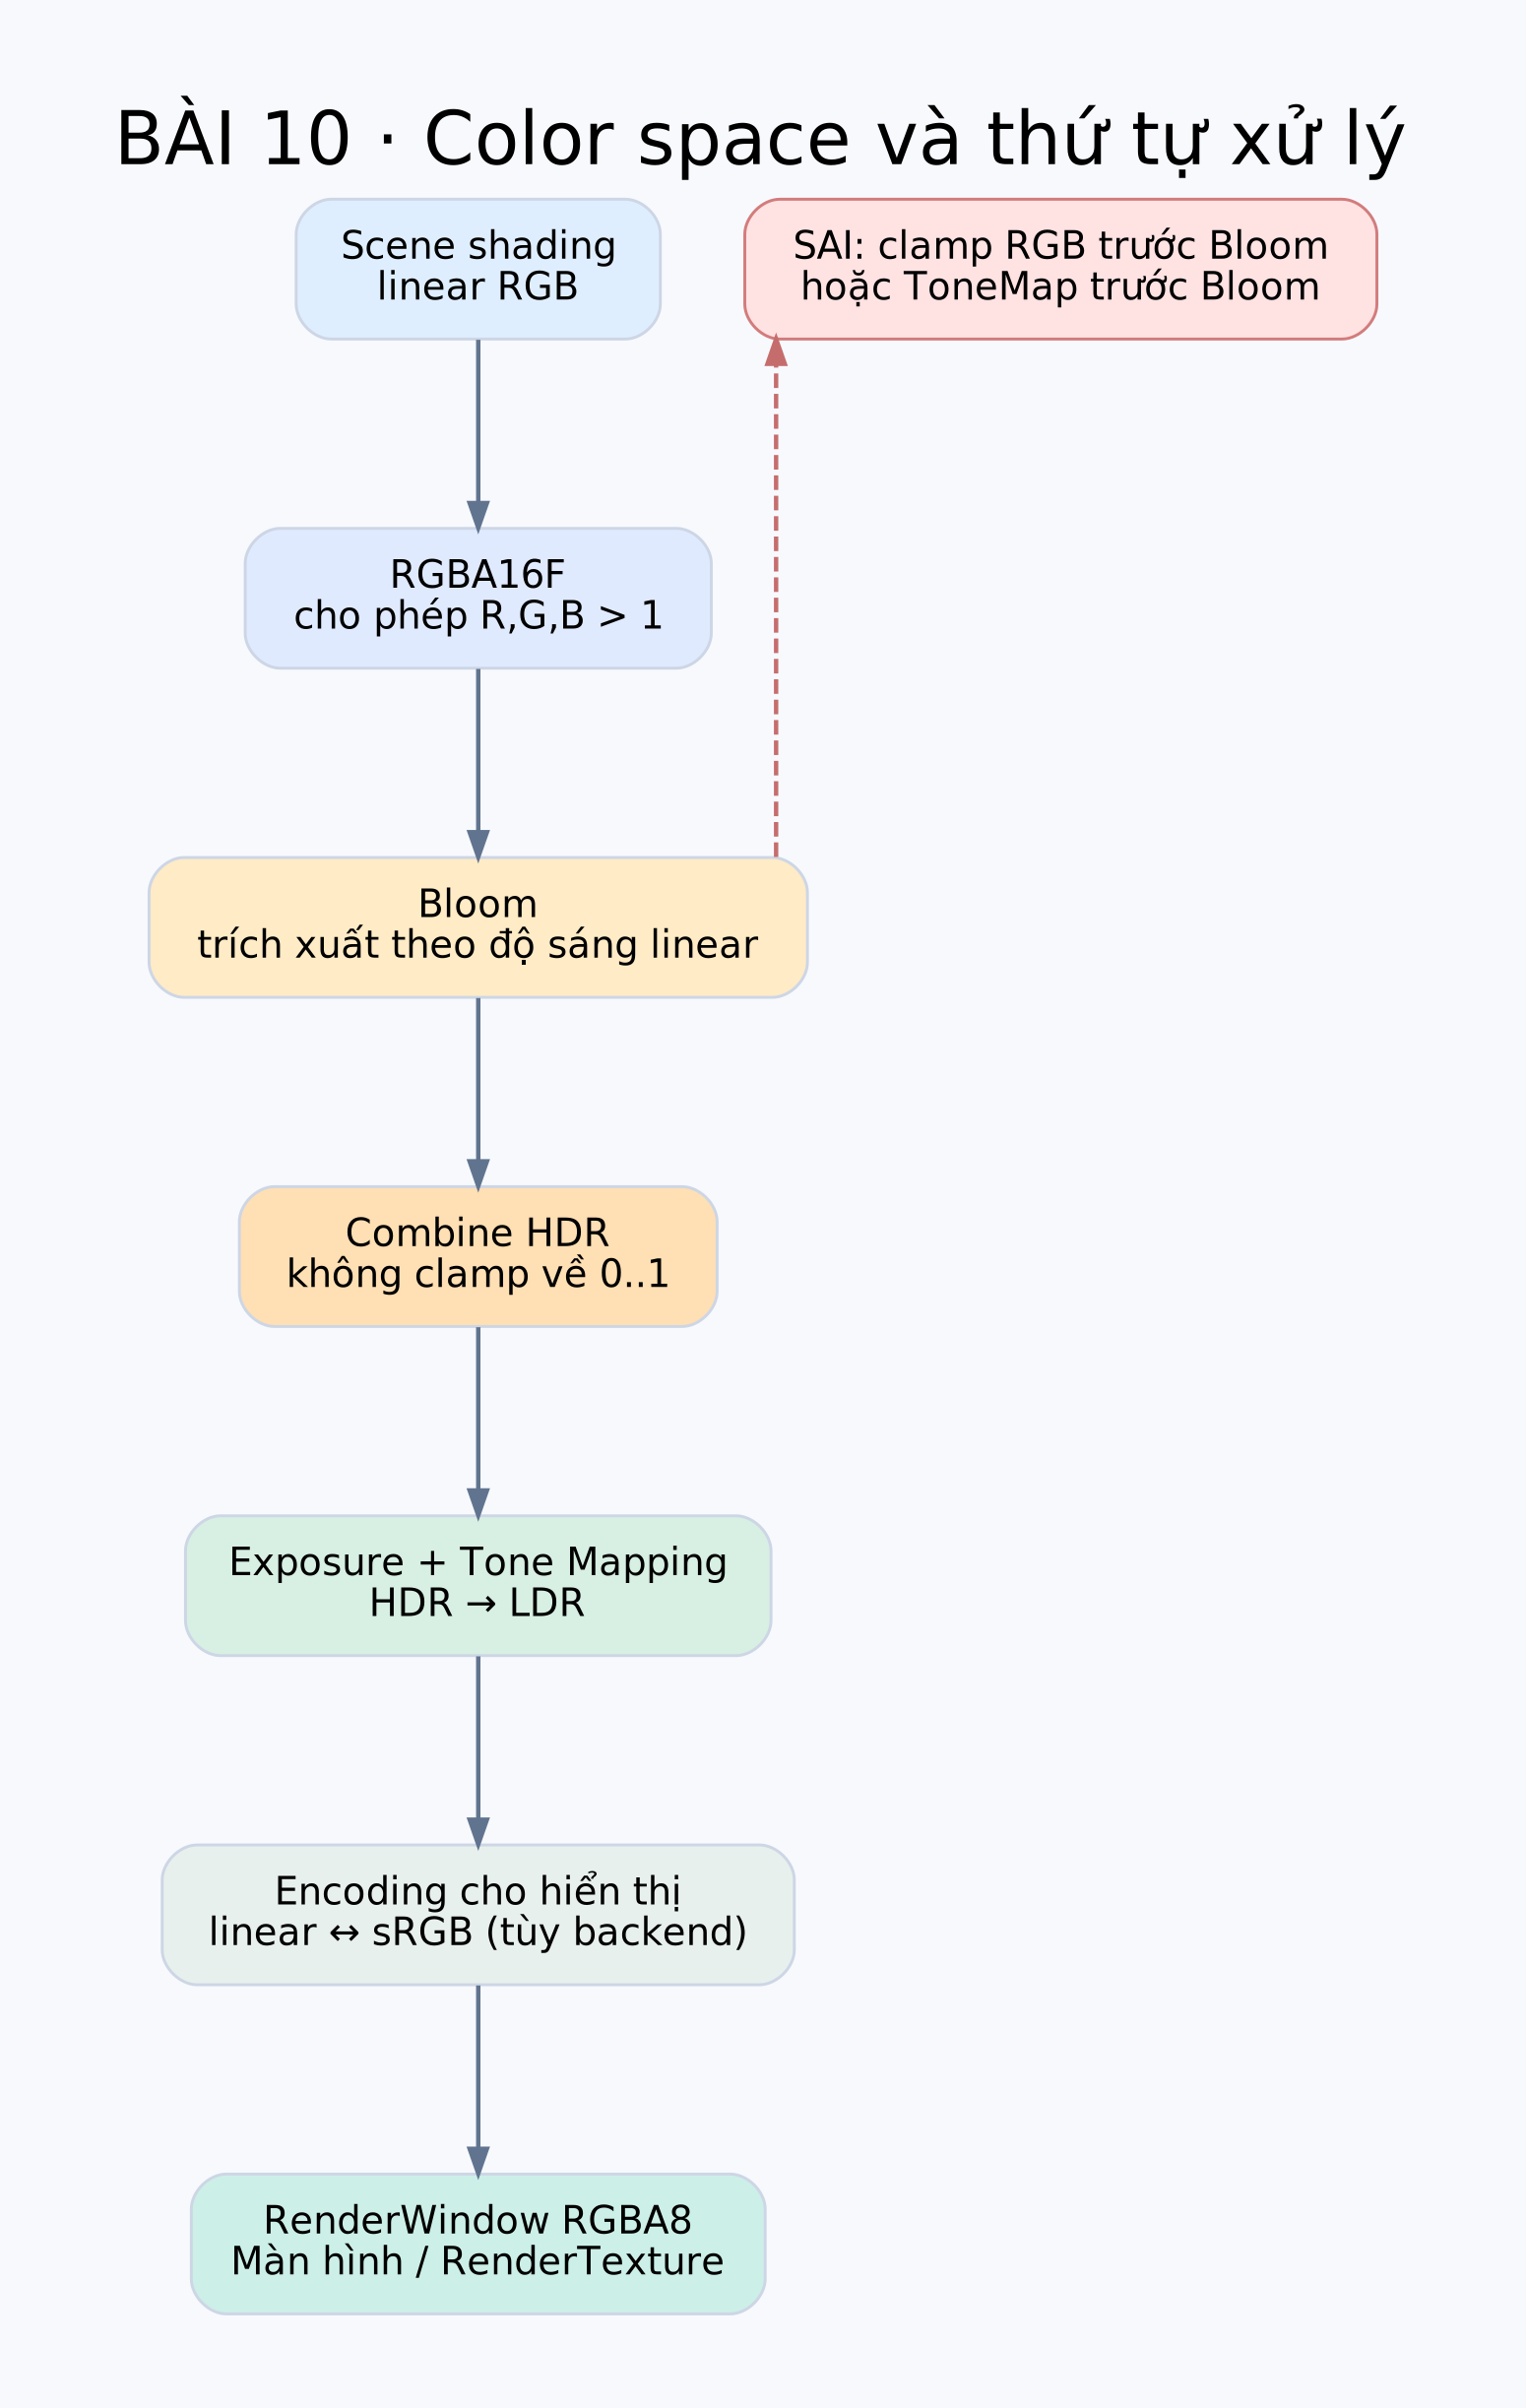 BÀI 10 · Color space và thứ tự xử lý
Scene shading
linear RGB
SAI: clamp RGB trước Bloom
hoặc ToneMap trước Bloom
RGBA16F
cho phép R,G,B > 1
Bloom
trích xuất theo độ sáng linear
Combine HDR
không clamp về 0..1
Exposure + Tone Mapping
HDR → LDR
Encoding cho hiển thị
linear ↔ sRGB (tùy backend)
RenderWindow RGBA8
Màn hình / RenderTexture